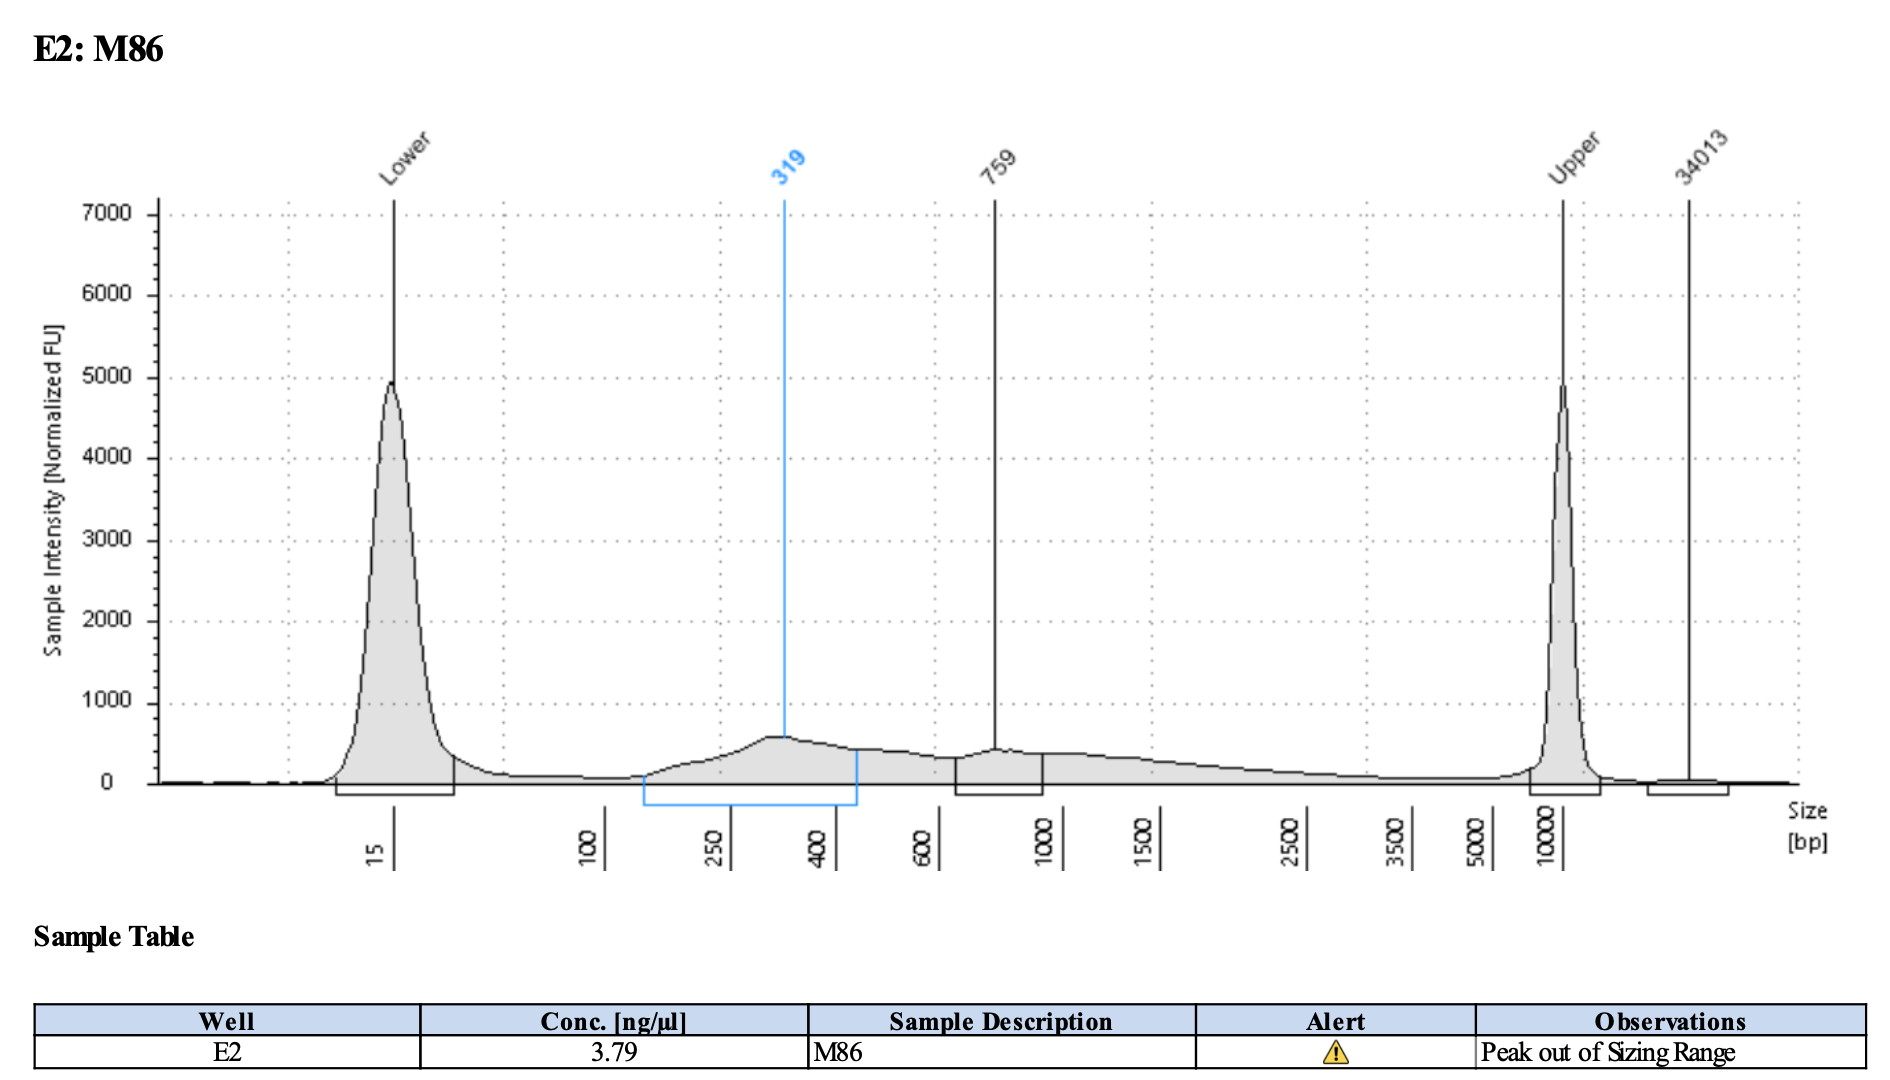 E2: M86
Lower
319
759
Upper
34013
7000
6000
5000
4000
3000
2000
1000
0
Sample Intensity [Normalized FU]
15
100
250
400
600
1000
1500
2500
3500
5000
10000
Size
[bp]
Sample Table
Well Conc. [ng/µl] Sample Description Alert Observations
E2 3.79 M86 Peak out of Sizing Range